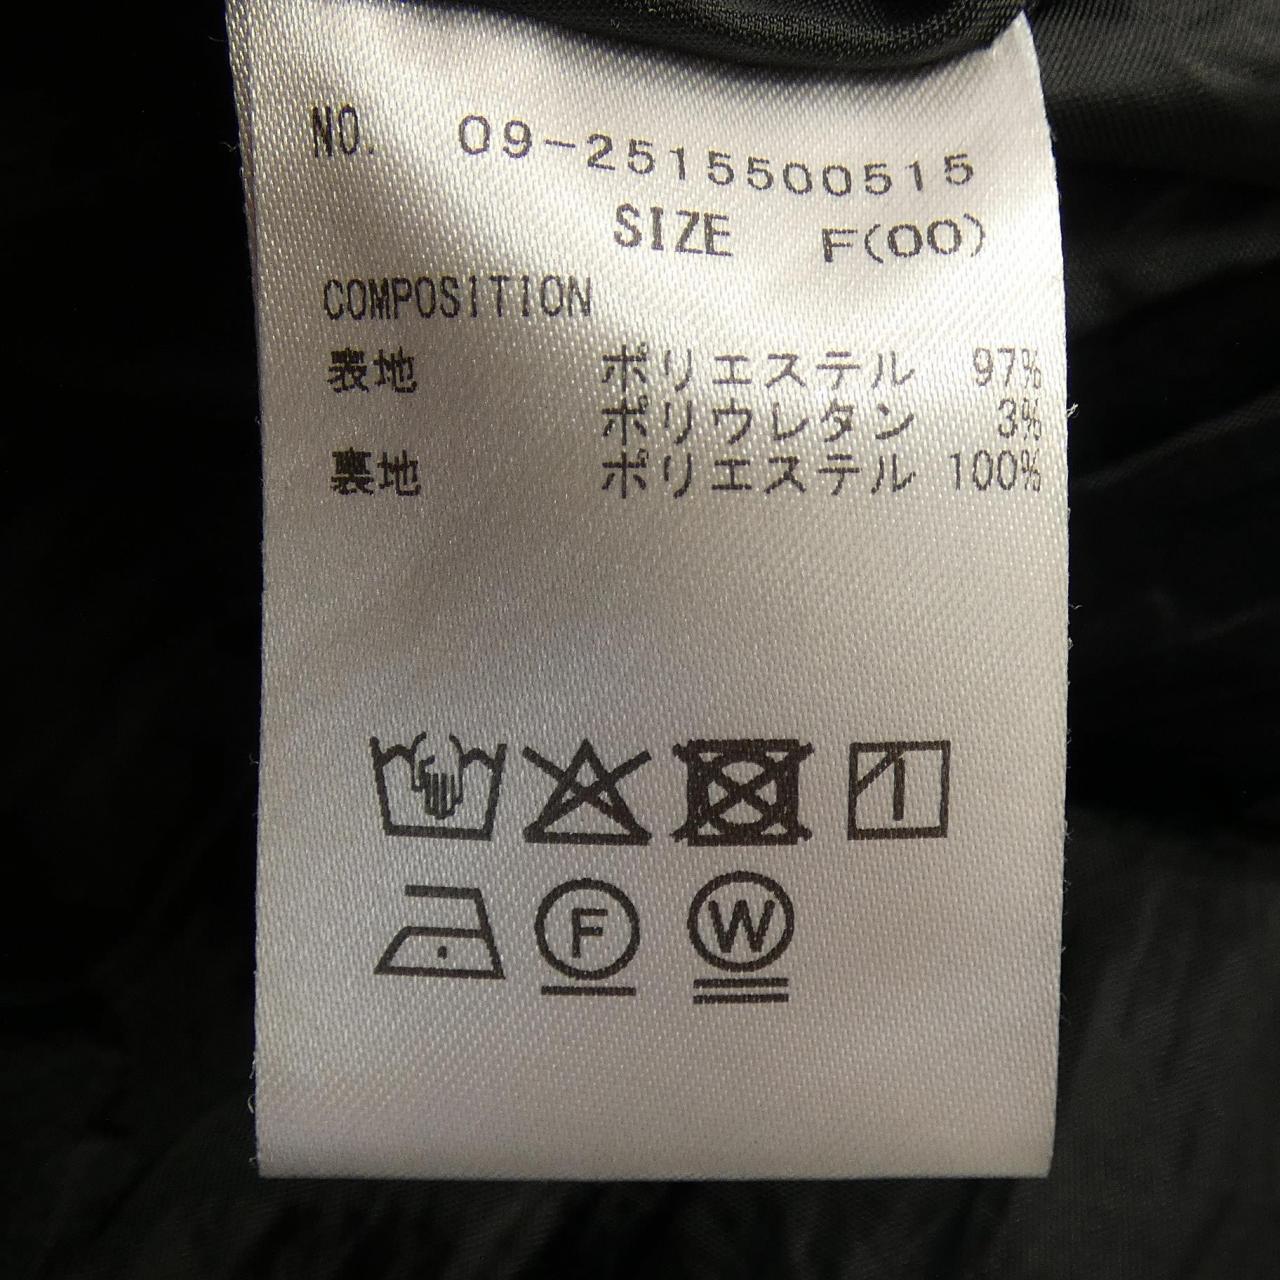 NO. 09-2515500515
SIZE F(00)
COMPOSITION
表地 ポリエステル 97%
ポリウレタン 3%
裏地 ポリエステル 100%
F W